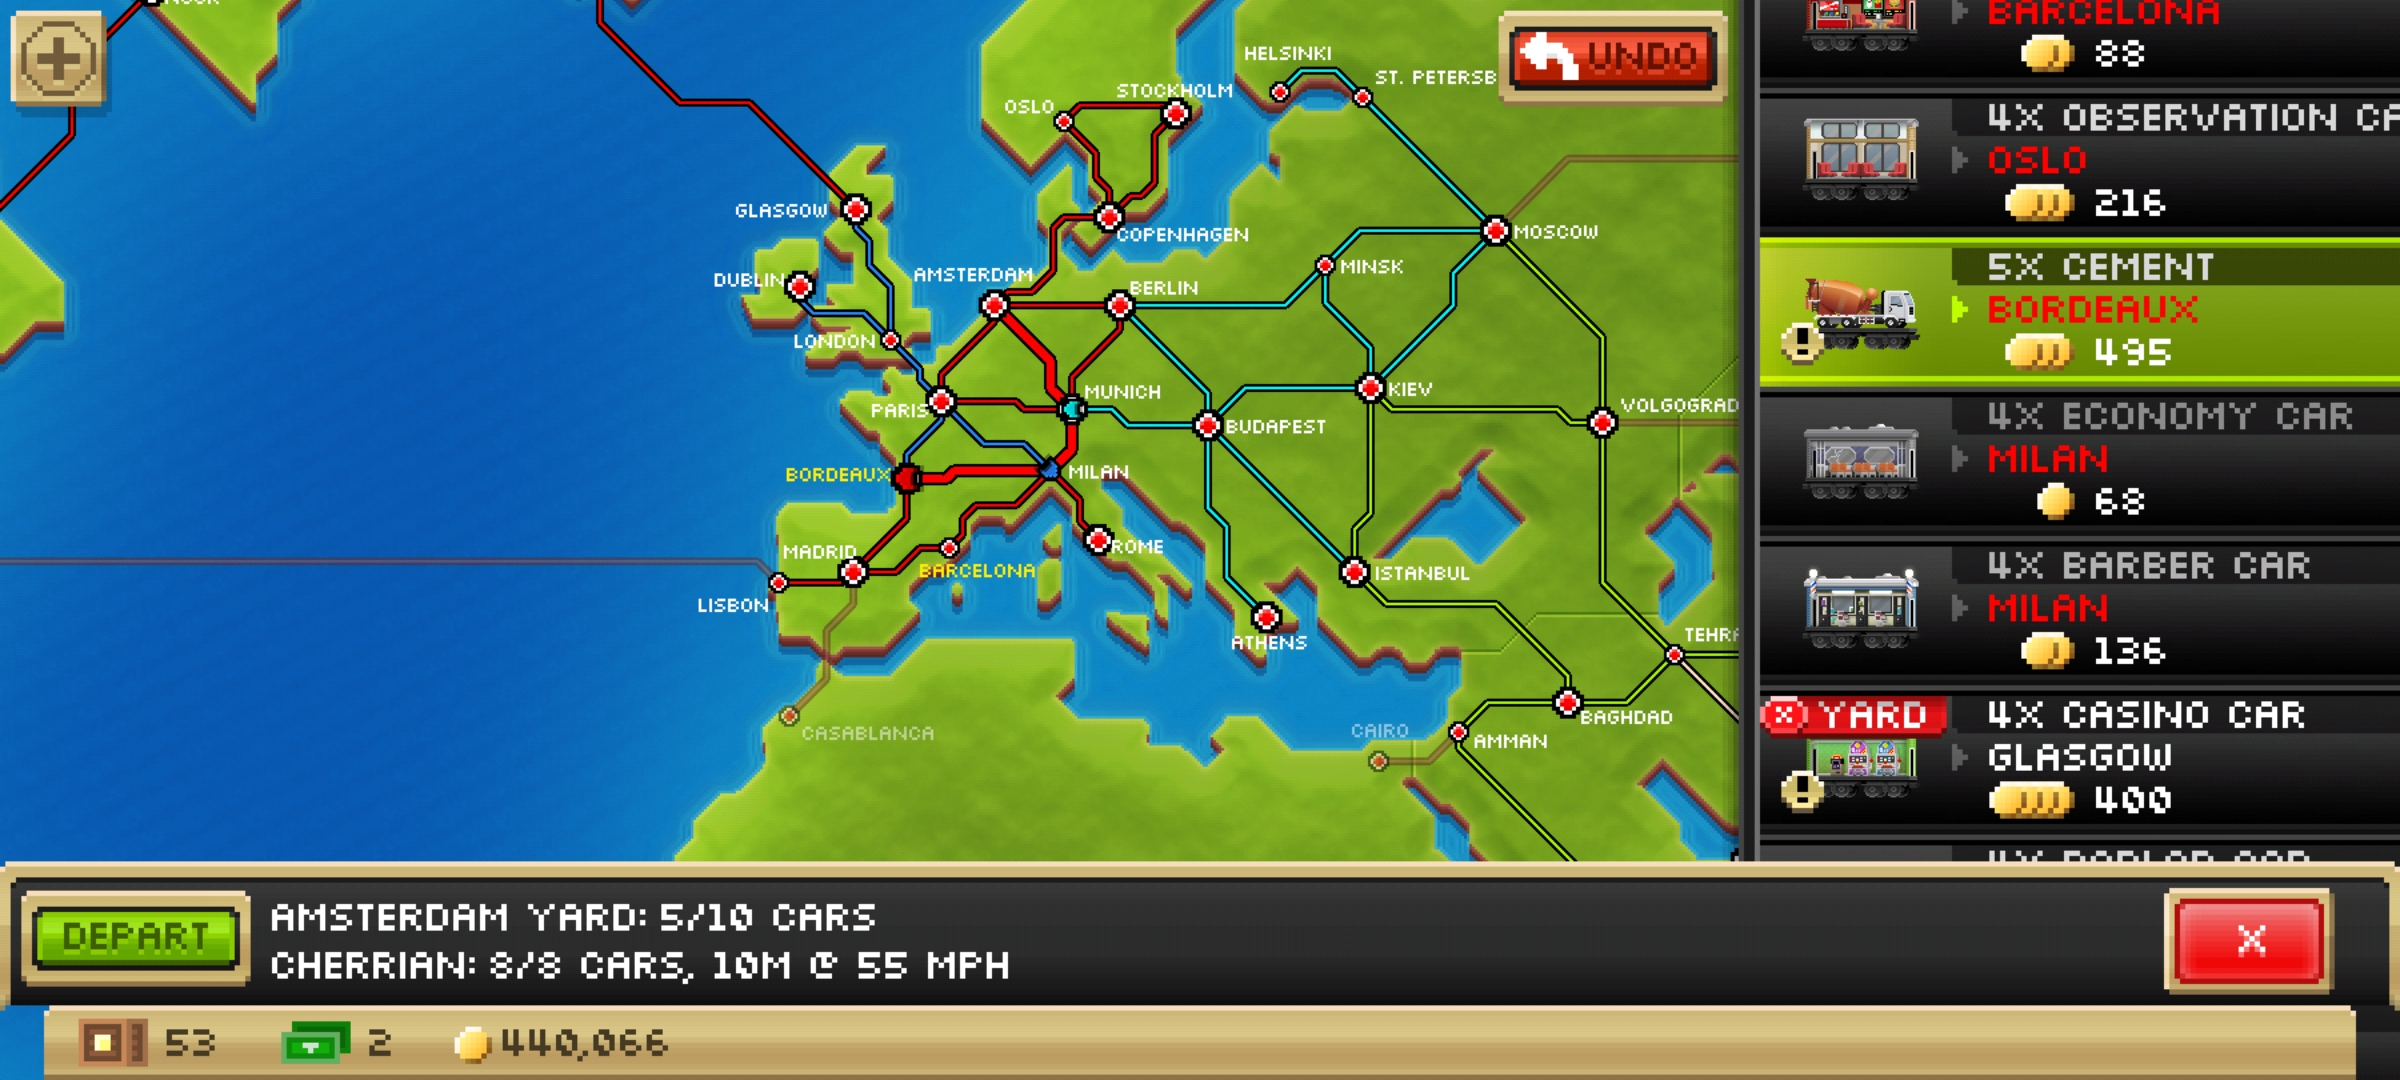 HELSINKI
UNDO
ST. PETERSB
STOCKHOLM
OSLO
GLASGOW
COPENHAGEN
MOSCOW
MINSK
DUBLIN
AMSTERDAM
BERLIN
LONDON
MUNICH
KIEV
PARIS
VOLGOGRAD
BUDAPEST
BORDEAUX
MILAN
MADRID
ROME
BARCELONA
ISTANBUL
LISBON
ATHENS
TEHRA
CASABLANCA
CAIRO
BAGHDAD
AMMAN
BARCELONA
88
4X OBSERVATION CA
OSLO
216
5X CEMENT
BORDEAUX
495
4X ECONOMY CAR
MILAN
68
4X BARBER CAR
MILAN
136
YARD
4X CASINO CAR
GLASGOW
400
DEPART
AMSTERDAM YARD: 5/10 CARS
CHERRIAN: 8/8 CARS, 10M @ 55 MPH
X
53
2
440,066